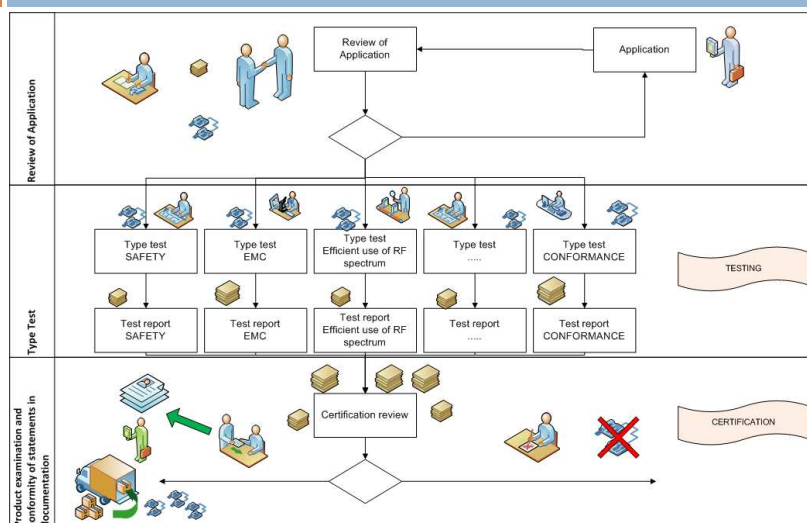 Review of
Application
Application
Review of Application
Type test
SAFETY
Type test
EMC
Type test
Efficient use of RF
spectrum
Type test
.....
Type test
CONFORMANCE
TESTING
Test report
SAFETY
Test report
EMC
Test report
Efficient use of RF
spectrum
Test report
.....
Test report
CONFORMANCE
Type Test
Certification review
CERTIFICATION
Product examination and
conformity of statements in
documentation